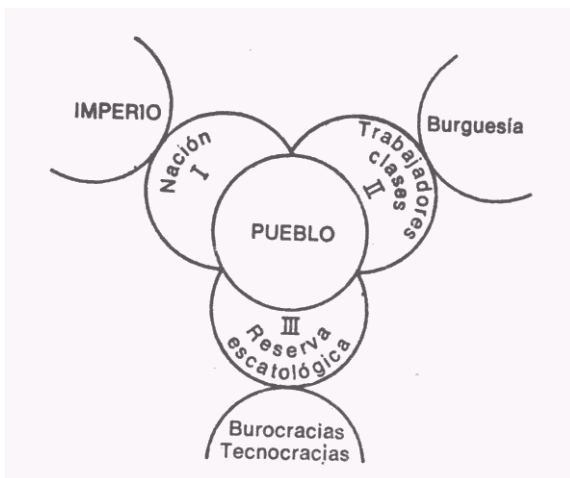 IMPERIO
Burguesía
Nación
I
Trabajadores
clases
II
PUEBLO
III
Reserva
escatológica
Burocracias
Tecnocracias